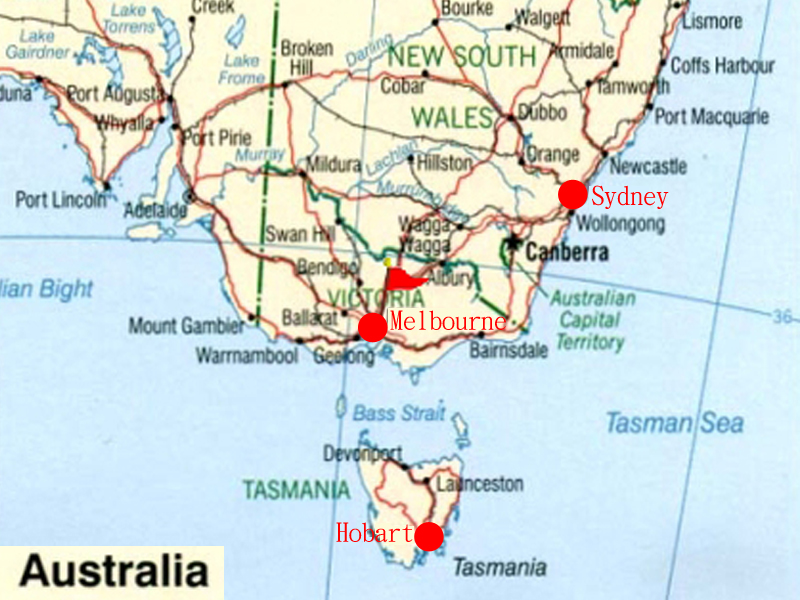 Creek
Bourke
Walgett
Lismore
Lake
Torrens
Lake
Gairdner
Lake
Frome
Broken
Hill
Darling
NEW SOUTH
WALES
Armidale
Coffs Harbour
Cobar
Tamworth
duna
Port Augusta
Whyalla
Port Pirie
Dubbo
Port Macquarie
Orange
Newcastle
Murray
Mildura
Lachlan
Hillston
Murrumbidgee
Port Lincoln
Adelaide
Sydney
Wollongong
Swan Hill
Wagga
Wagga
Canberra
lian Bight
Bendigo
Albury
VICTORIA
Australian
Capital
Territory
36
Mount Gambier
Ballarat
Melbourne
Warrnambool
Geelong
Bairnsdale
Bass Strait
Tasman Sea
Devonport
TASMANIA
Launceston
Hobart
Tasmania
Australia